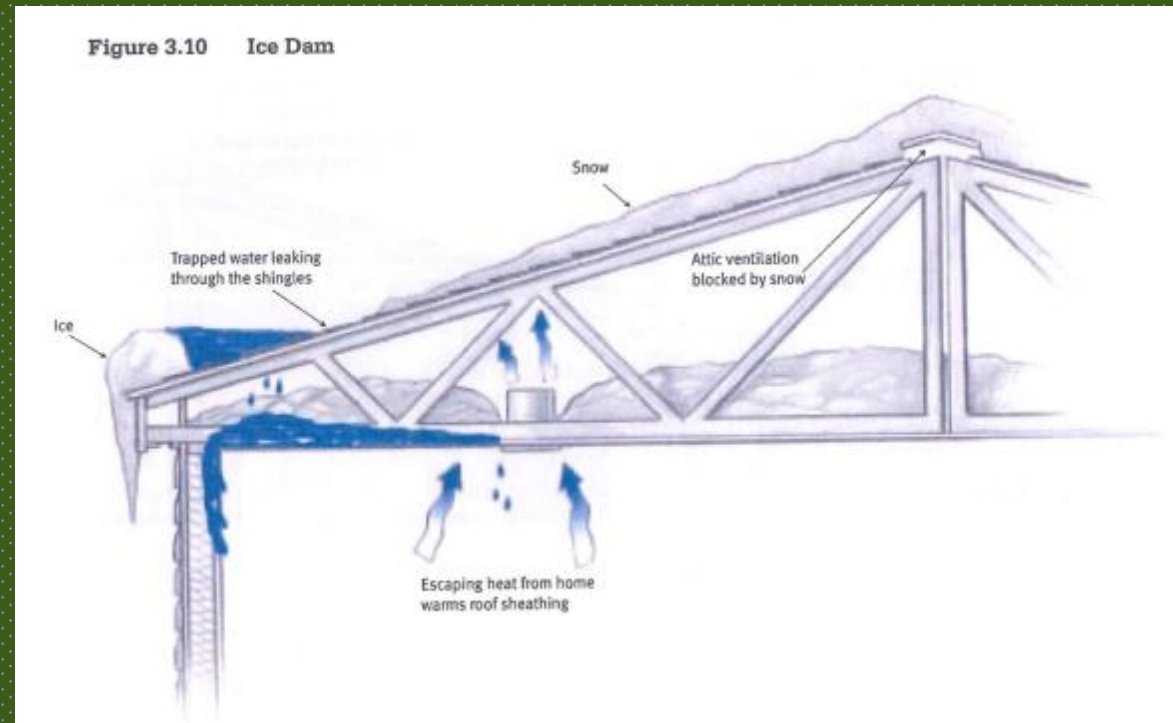 Figure 3.10 Ice Dam
Snow
Trapped water leaking
through the shingles
Attic ventilation
blocked by snow
Ice
Escaping heat from home
warms roof sheathing